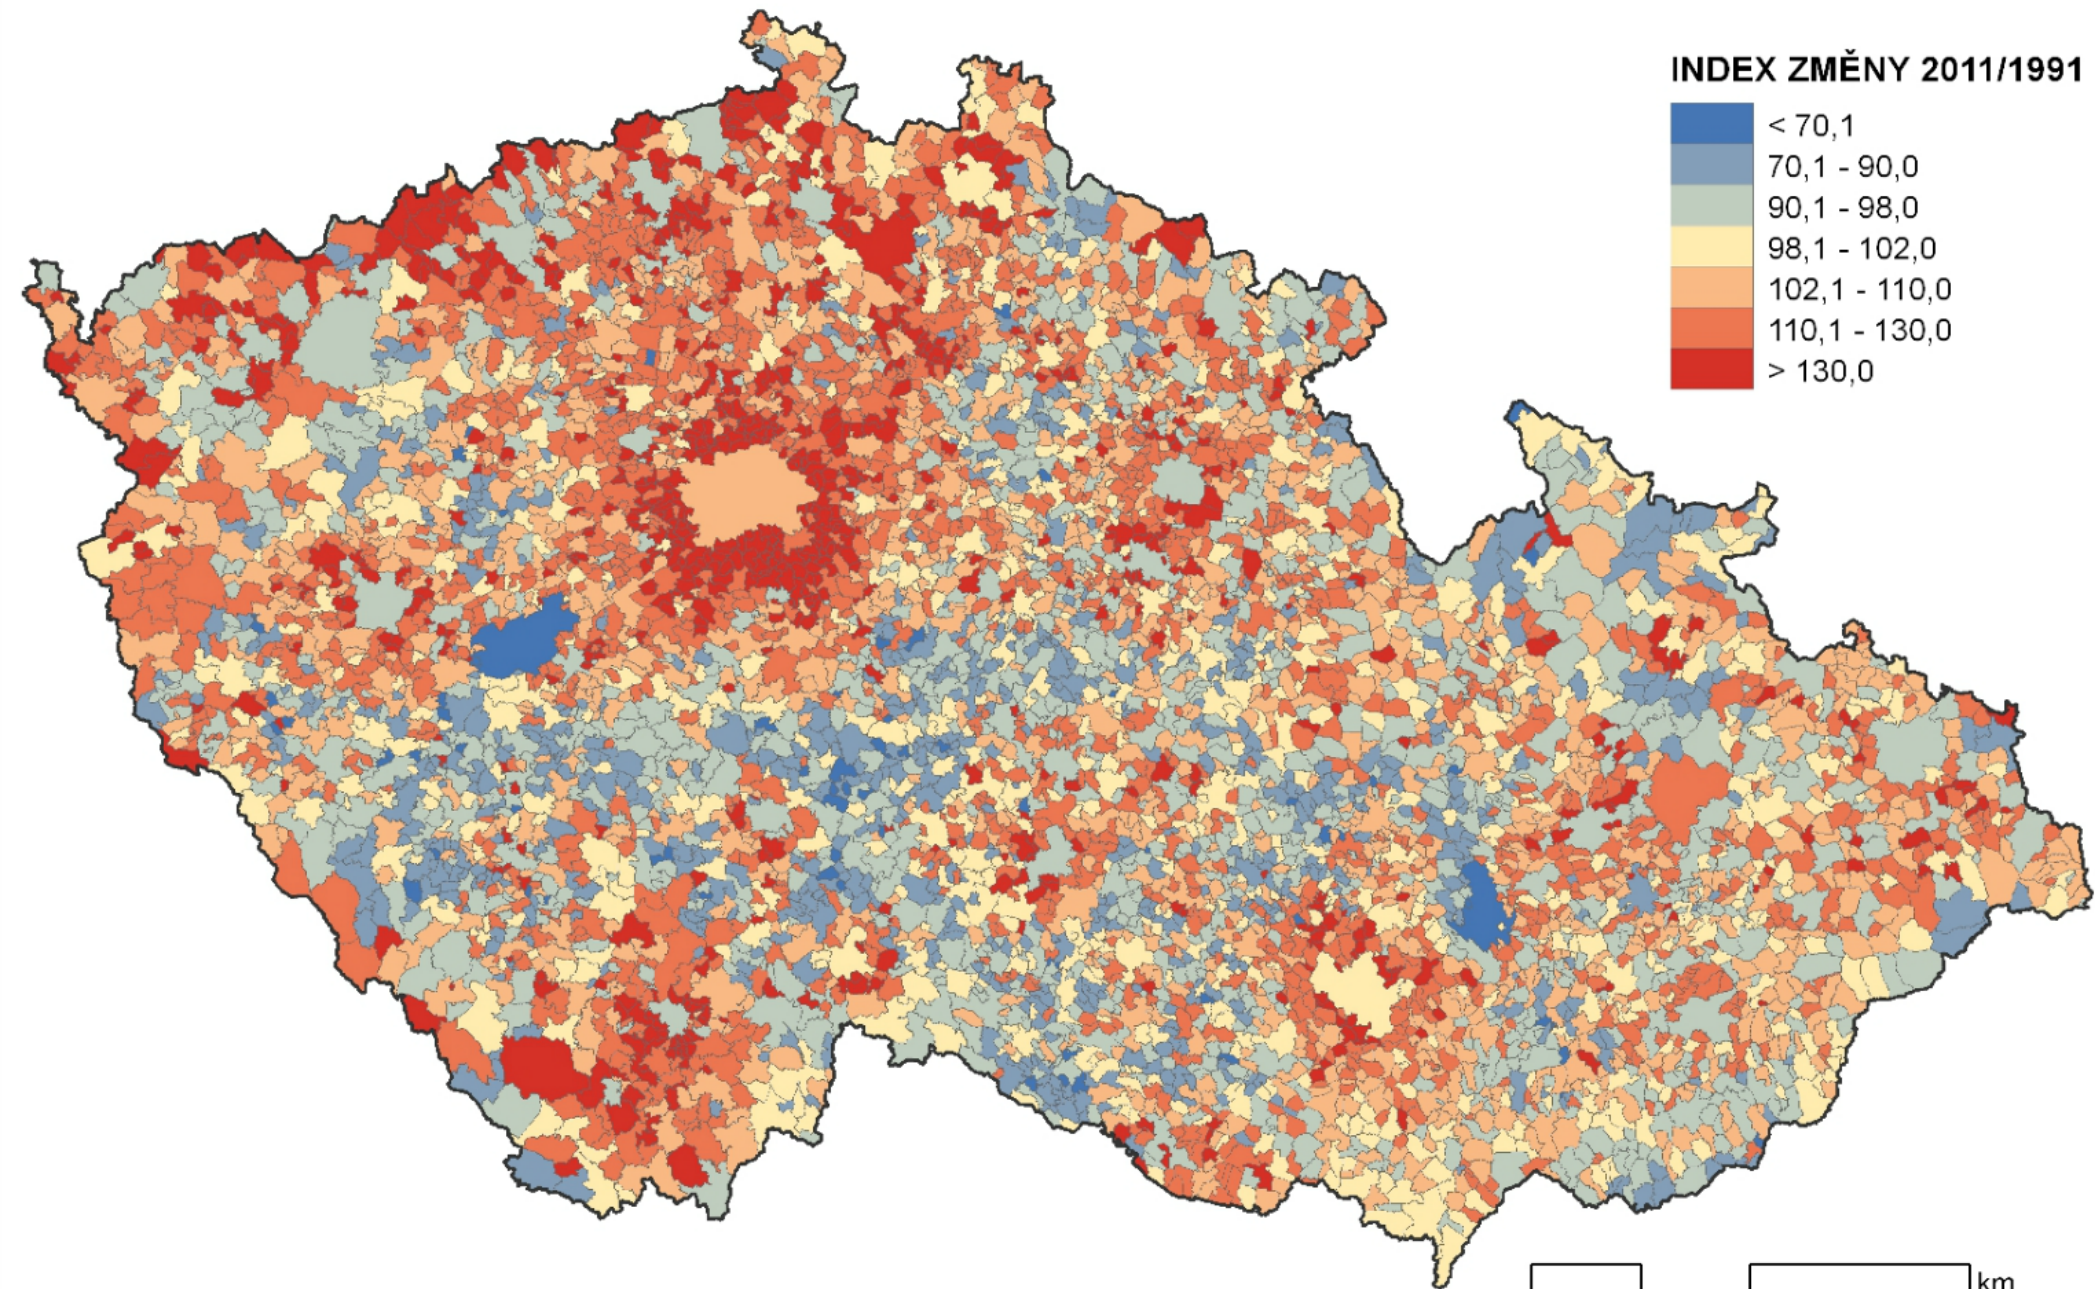 INDEX ZMĚNY 2011/1991
< 70,1
70,1 - 90,0
90,1 - 98,0
98,1 - 102,0
102,1 - 110,0
110,1 - 130,0
> 130,0
km